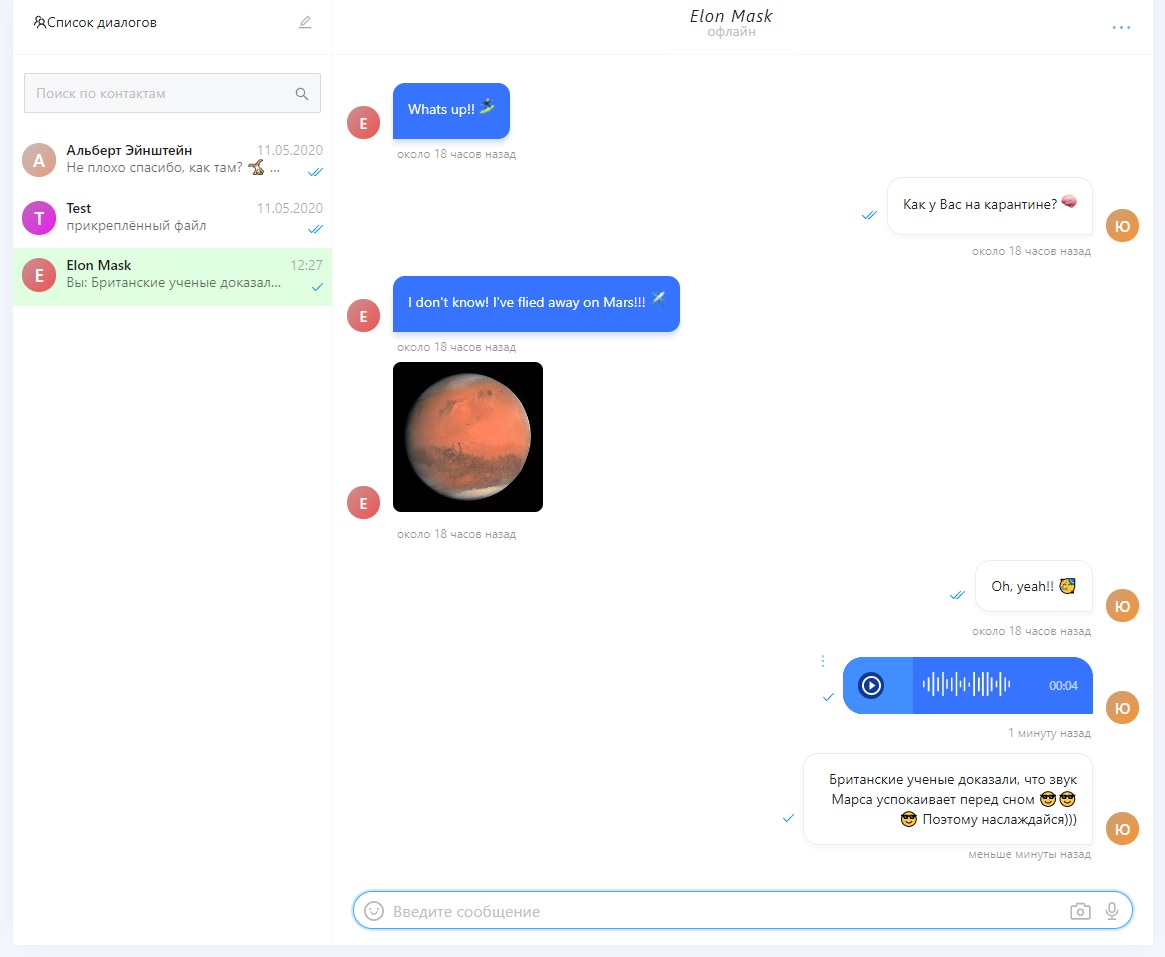 Список диалогов
Поиск по контактам
А
Альберт Эйнштейн
11.05.2020
Не плохо спасибо, как там? ...
T
Test
11.05.2020
прикреплённый файл
E
Elon Mask
12:27
Вы: Британские ученые доказал...
Elon Mask
офлайн
...
E
Whats up!!
около 18 часов назад
Как у Вас на карантине?
Ю
около 18 часов назад
E
I don't know! I've flied away on Mars!!!
около 18 часов назад
E
около 18 часов назад
Oh, yeah!!
Ю
около 18 часов назад
00:04
Ю
1 минуту назад
Британские ученые доказали, что звук
Марса успокаивает перед сном
Поэтому наслаждайся)))
Ю
меньше минуты назад
Введите сообщение